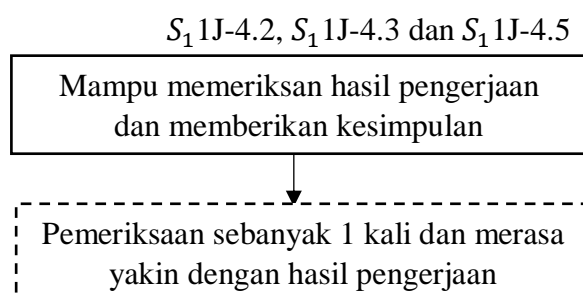 S₁1J-4.2, S₁1J-4.3 dan S₁1J-4.5
Mampu memeriksan hasil pengerjaan
dan memberikan kesimpulan
Pemeriksaan sebanyak 1 kali dan merasa
yakin dengan hasil pengerjaan